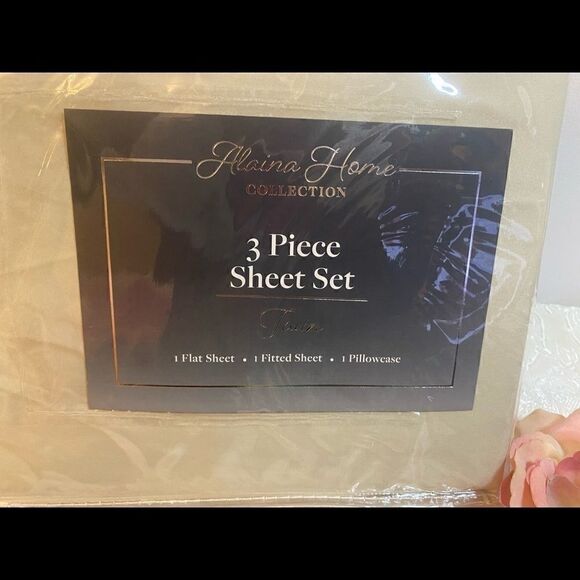 Alaina Home
COLLECTION
3 Piece
Sheet Set
Twin
1 Flat Sheet • 1 Fitted Sheet • 1 Pillowcase